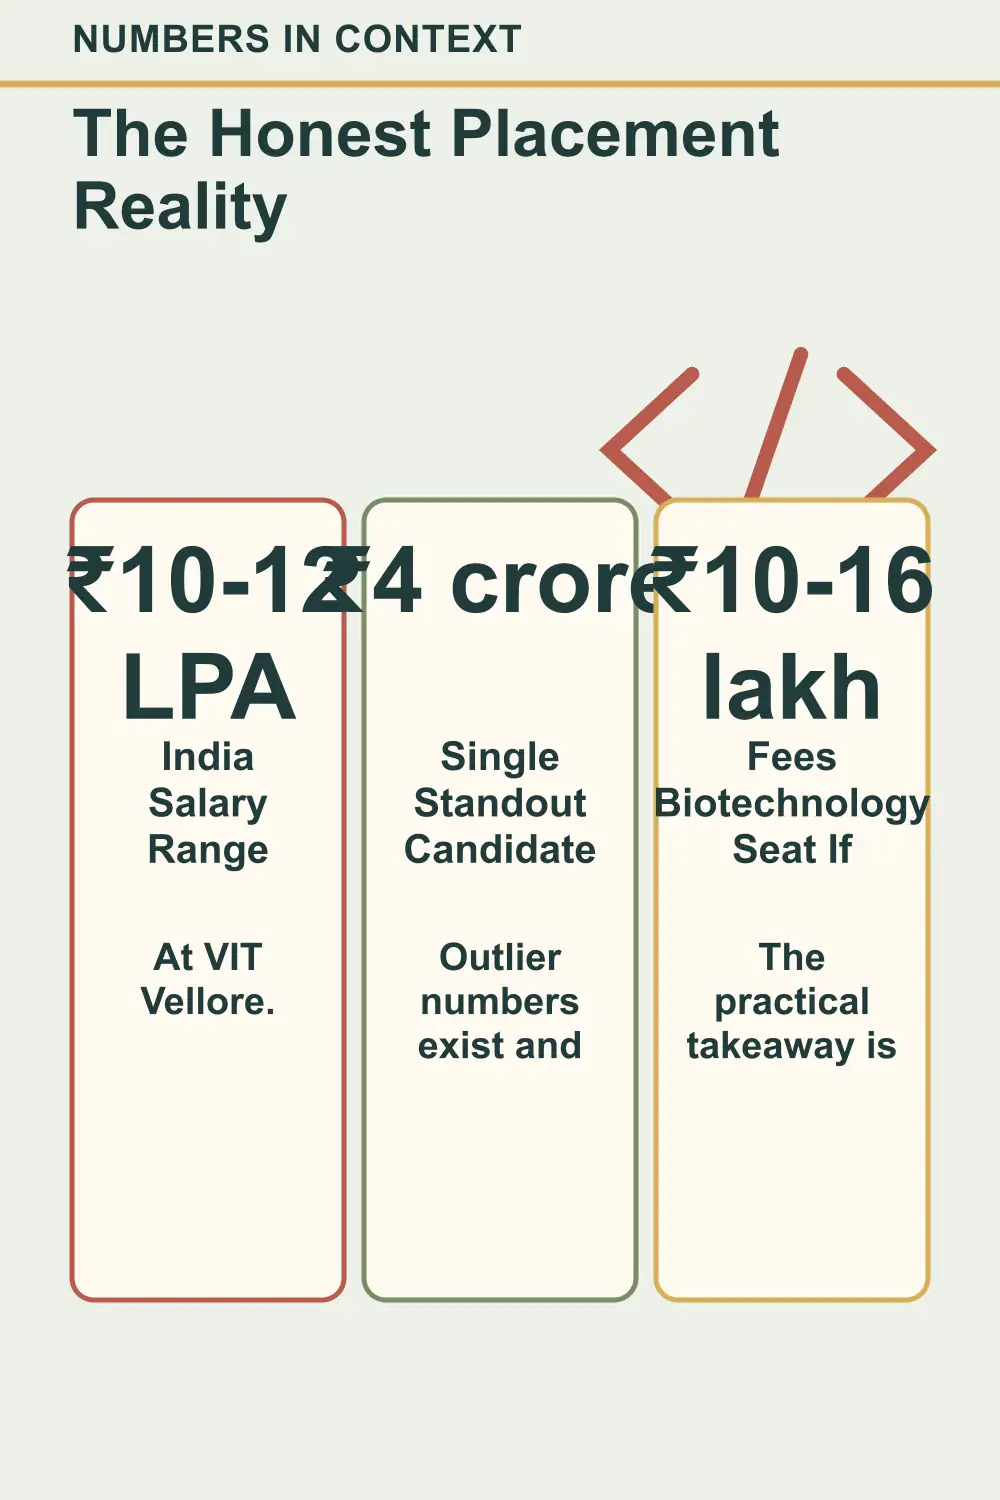 NUMBERS IN CONTEXT
The Honest Placement
Reality
₹10-12
LPA
India
Salary
Range
At VIT
Vellore.
₹4 crore
Single
Standout
Candidate
Outlier
numbers
exist and
₹10-16
lakh
Fees
Biotechnology
Seat If
The
practical
takeaway is